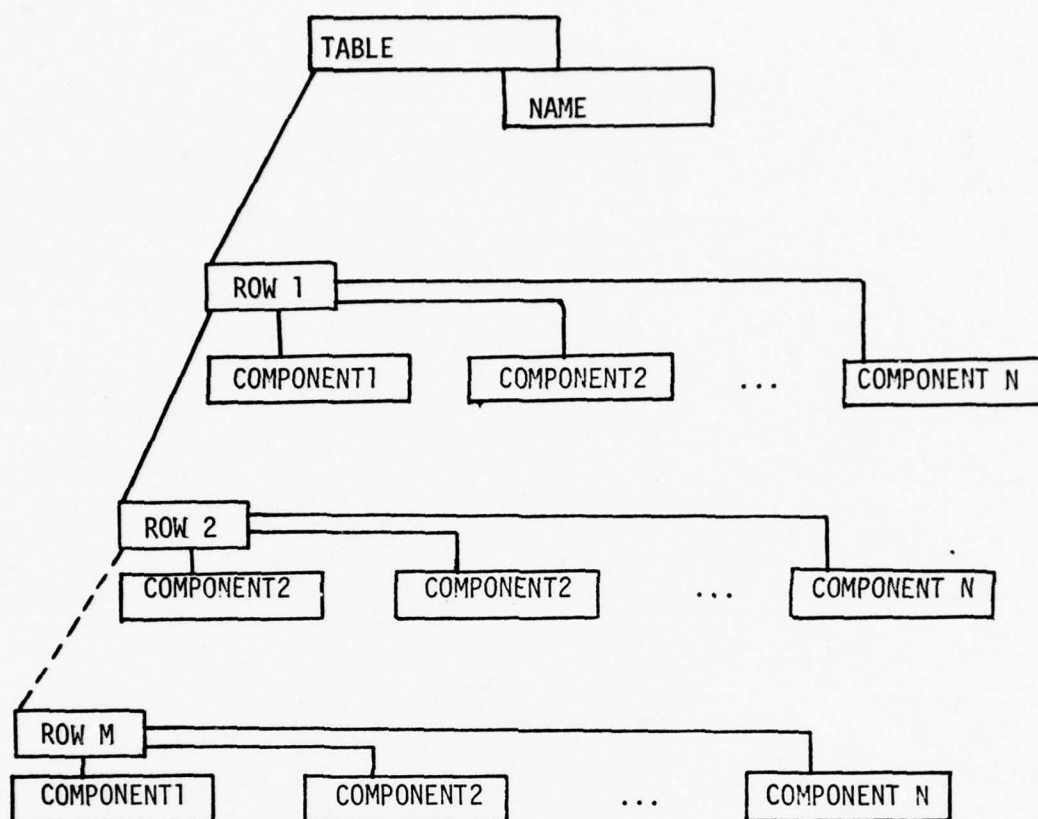 TABLE
NAME
ROW 1
COMPONENT1 COMPONENT2 ... COMPONENT N
ROW 2
COMPONENT2 COMPONENT2 ... COMPONENT N
ROW M
COMPONENT1 COMPONENT2 ... COMPONENT N